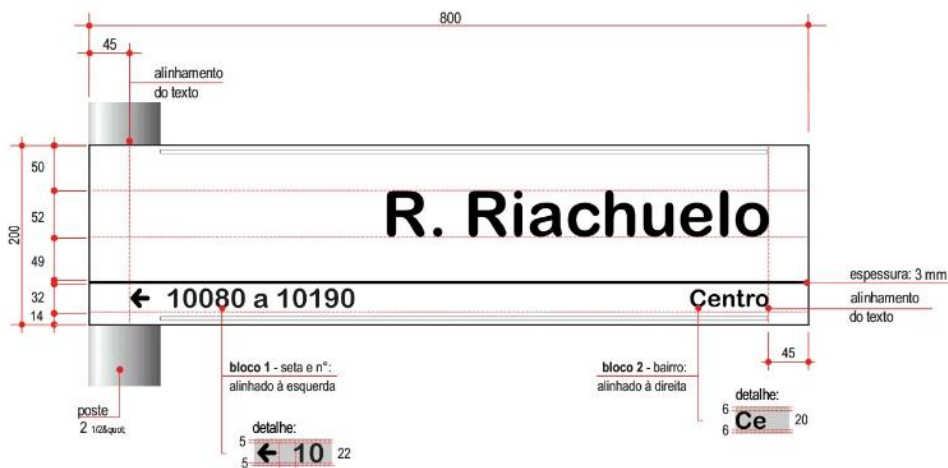 800
45
alinhamento
do texto
50
52
200
49
32
14
R. Riachuelo
espessura: 3 mm
← 10080 a 10190
Centro
alinhamento
do texto
45
bloco 1 - seta e n°:
alinhado à esquerda
bloco 2 - bairro:
alinhado à direita
poste
2 1/2&quot;
detalhe:
5
← 10
22
5
detalhe:
6
Ce
20
6